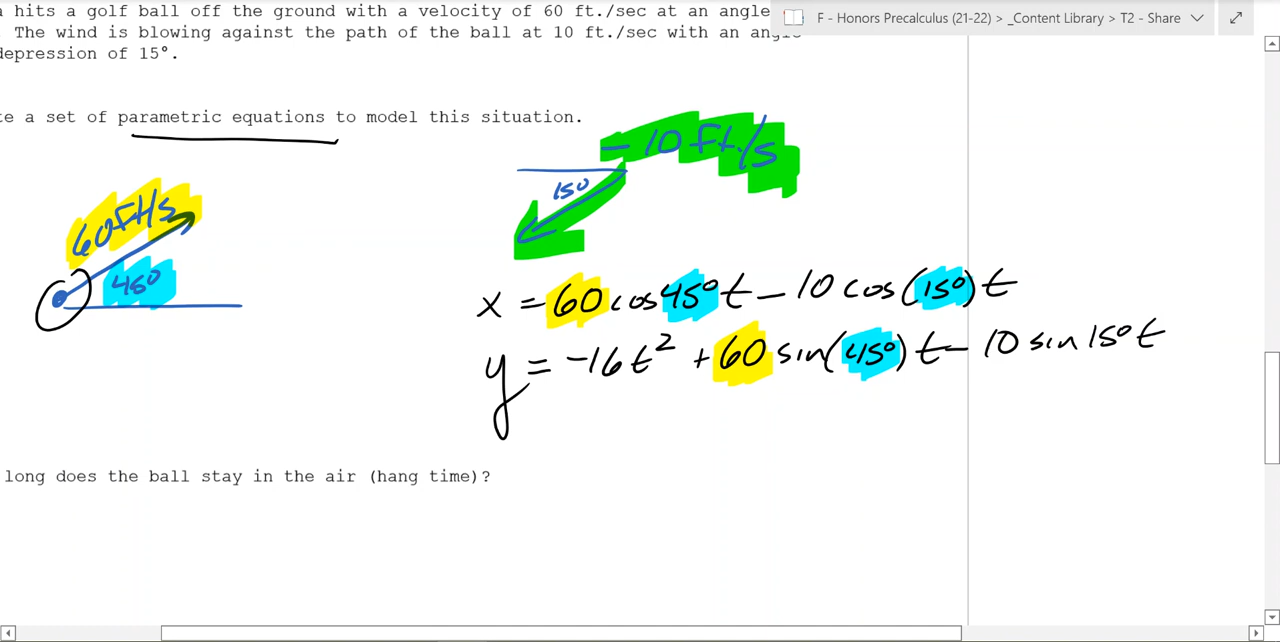 hits a golf ball off the ground with a velocity of 60 ft./sec at an angle
F - Honors Precalculus (21-22) > _Content Library > T2 - Share
. The wind is blowing against the path of the ball at 10 ft./sec with an angle
depression of 15°.
te a set of parametric equations to model this situation.
= 10 ft/s
15°
60 ft/s
45°
x = 60 cos 45° t - 10 cos (15°) t
y = -16t² + 60 sin (45°) t - 10 sin 15° t
long does the ball stay in the air (hang time)?